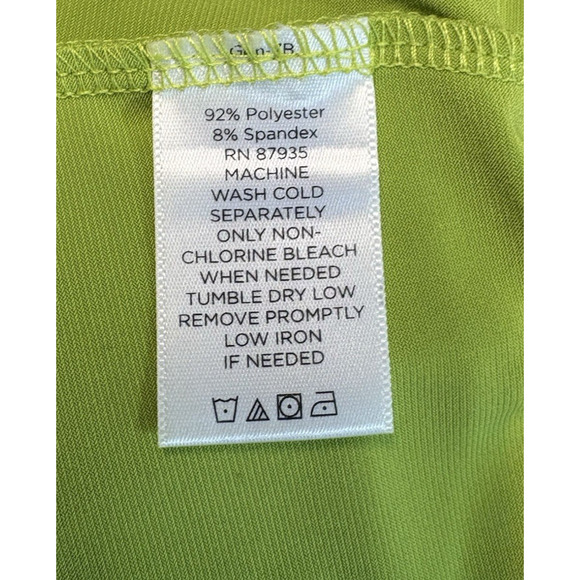 92% Polyester
8% Spandex
RN 87935
MACHINE
WASH COLD
SEPARATELY
ONLY NON-
CHLORINE BLEACH
WHEN NEEDED
TUMBLE DRY LOW
REMOVE PROMPTLY
LOW IRON
IF NEEDED